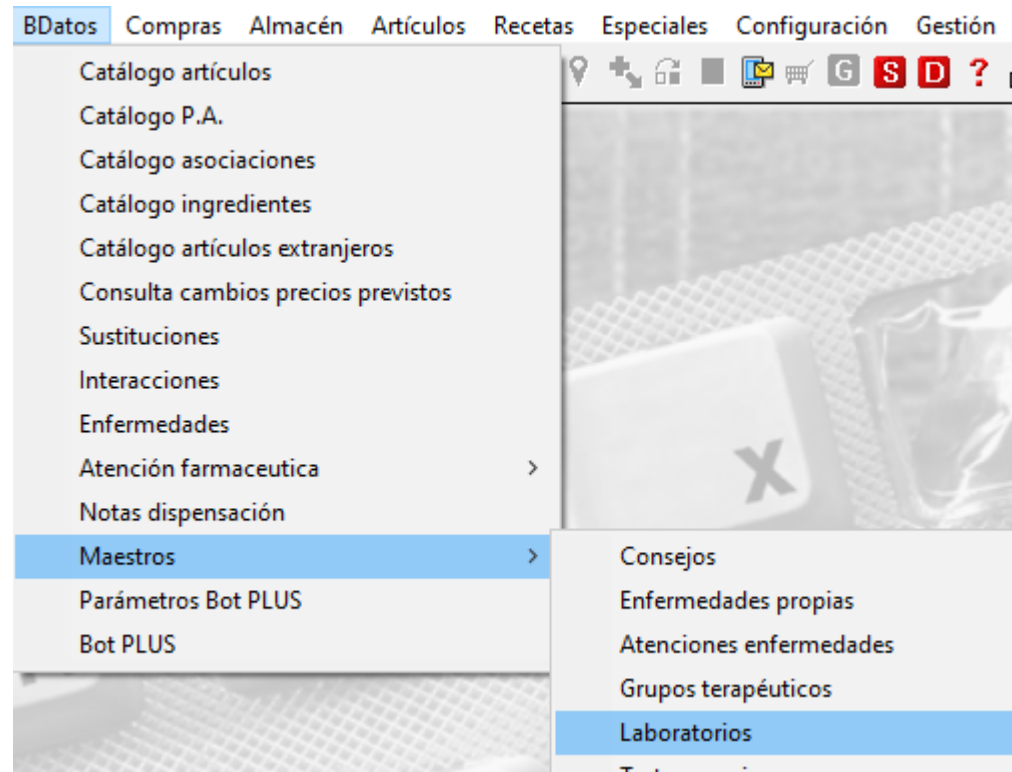 BDatos Compras Almacén Artículos Recetas Especiales Configuración Gestión
G S D ?
Catálogo artículos
Catálogo P.A.
Catálogo asociaciones
Catálogo ingredientes
Catálogo artículos extranjeros
Consulta cambios precios previstos
Sustituciones
Interacciones
Enfermedades
Atención farmaceutica
Notas dispensación
Maestros
Parámetros Bot PLUS
Bot PLUS
X
Consejos
Enfermedades propias
Atenciones enfermedades
Grupos terapéuticos
Laboratorios